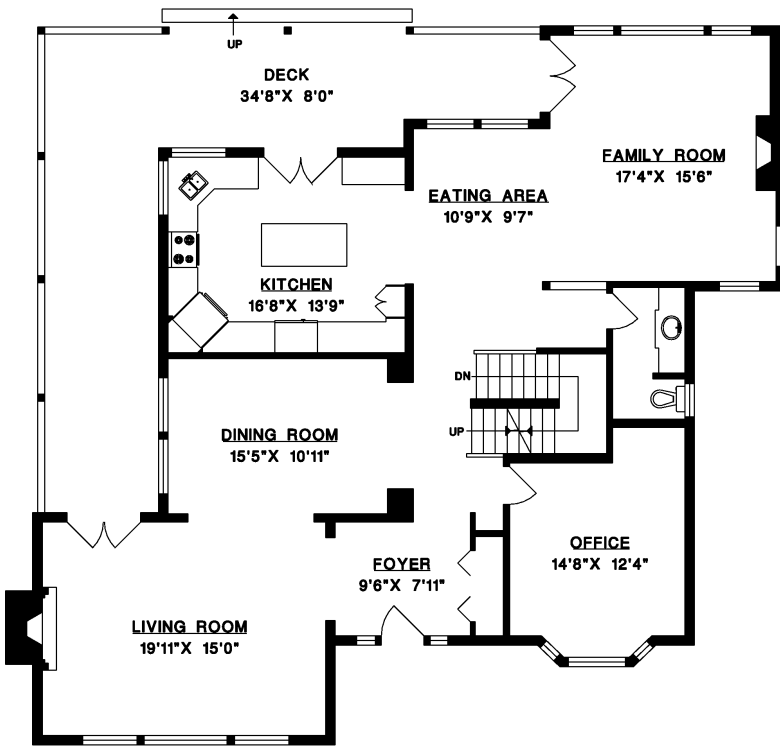 UP
DECK
34'8"X 8'0"
FAMILY ROOM
17'4"X 15'6"
EATING AREA
10'9"X 9'7"
KITCHEN
16'8"X 13'9"
DN
UP
DINING ROOM
15'5"X 10'11"
OFFICE
14'8"X 12'4"
FOYER
9'6"X 7'11"
LIVING ROOM
19'11"X 15'0"